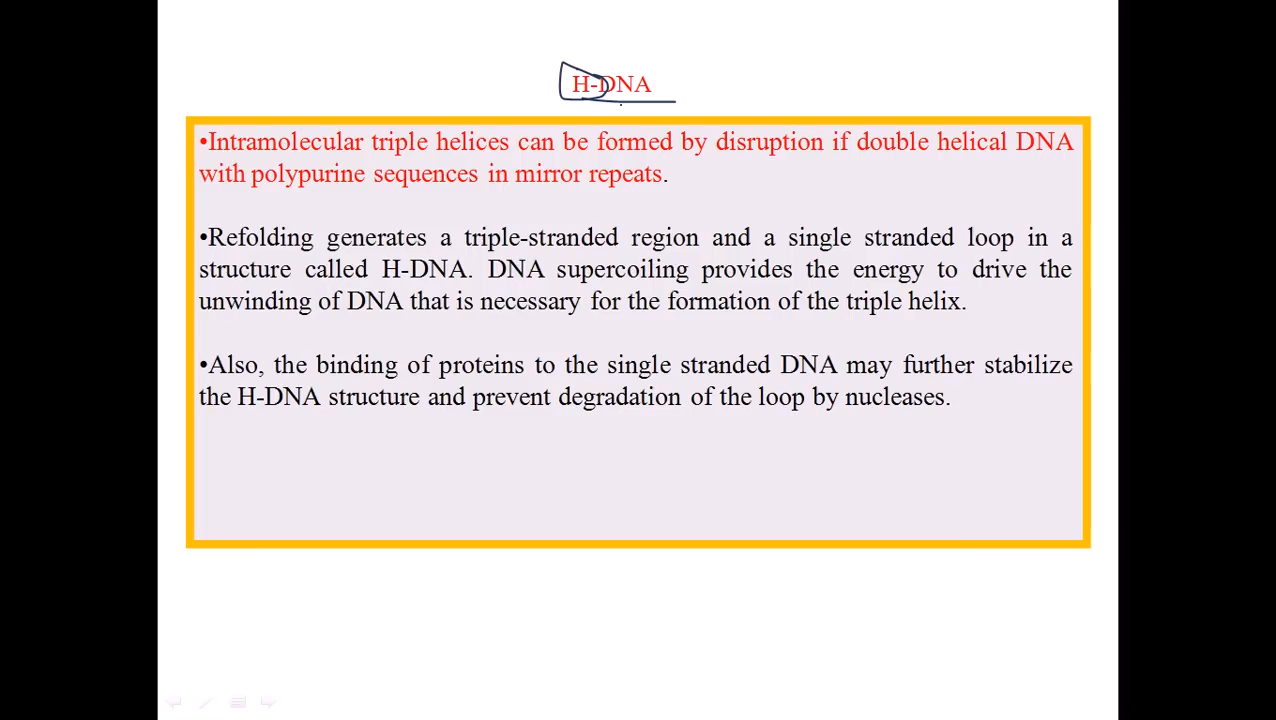 H-DNA
•Intramolecular triple helices can be formed by disruption if double helical DNA
with polypurine sequences in mirror repeats.
•Refolding generates a triple-stranded region and a single stranded loop in a
structure called H-DNA. DNA supercoiling provides the energy to drive the
unwinding of DNA that is necessary for the formation of the triple helix.
•Also, the binding of proteins to the single stranded DNA may further stabilize
the H-DNA structure and prevent degradation of the loop by nucleases.